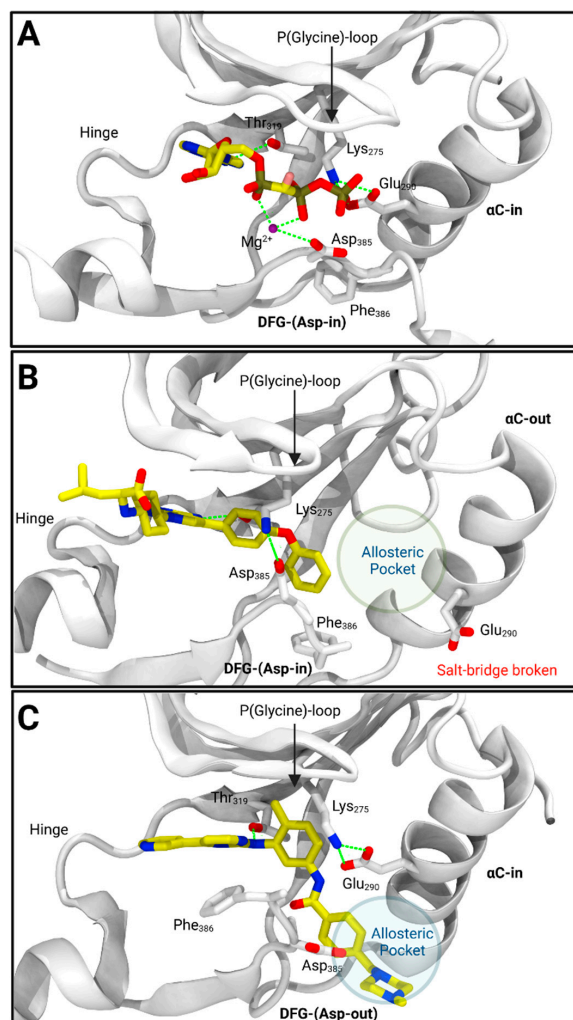 A
P(Glycine)-loop
Thr319
Hinge
Lys275
Glu290
αC-in
Mg2+
Asp385
Phe386
DFG-(Asp-in)
B
P(Glycine)-loop
αC-out
Lys275
Hinge
Allosteric
Pocket
Asp385
Phe386
Glu290
DFG-(Asp-in)
Salt-bridge broken
C
P(Glycine)-loop
Thr319
Lys275
Hinge
αC-in
Glu290
Phe386
Allosteric
Pocket
Asp385
DFG-(Asp-out)